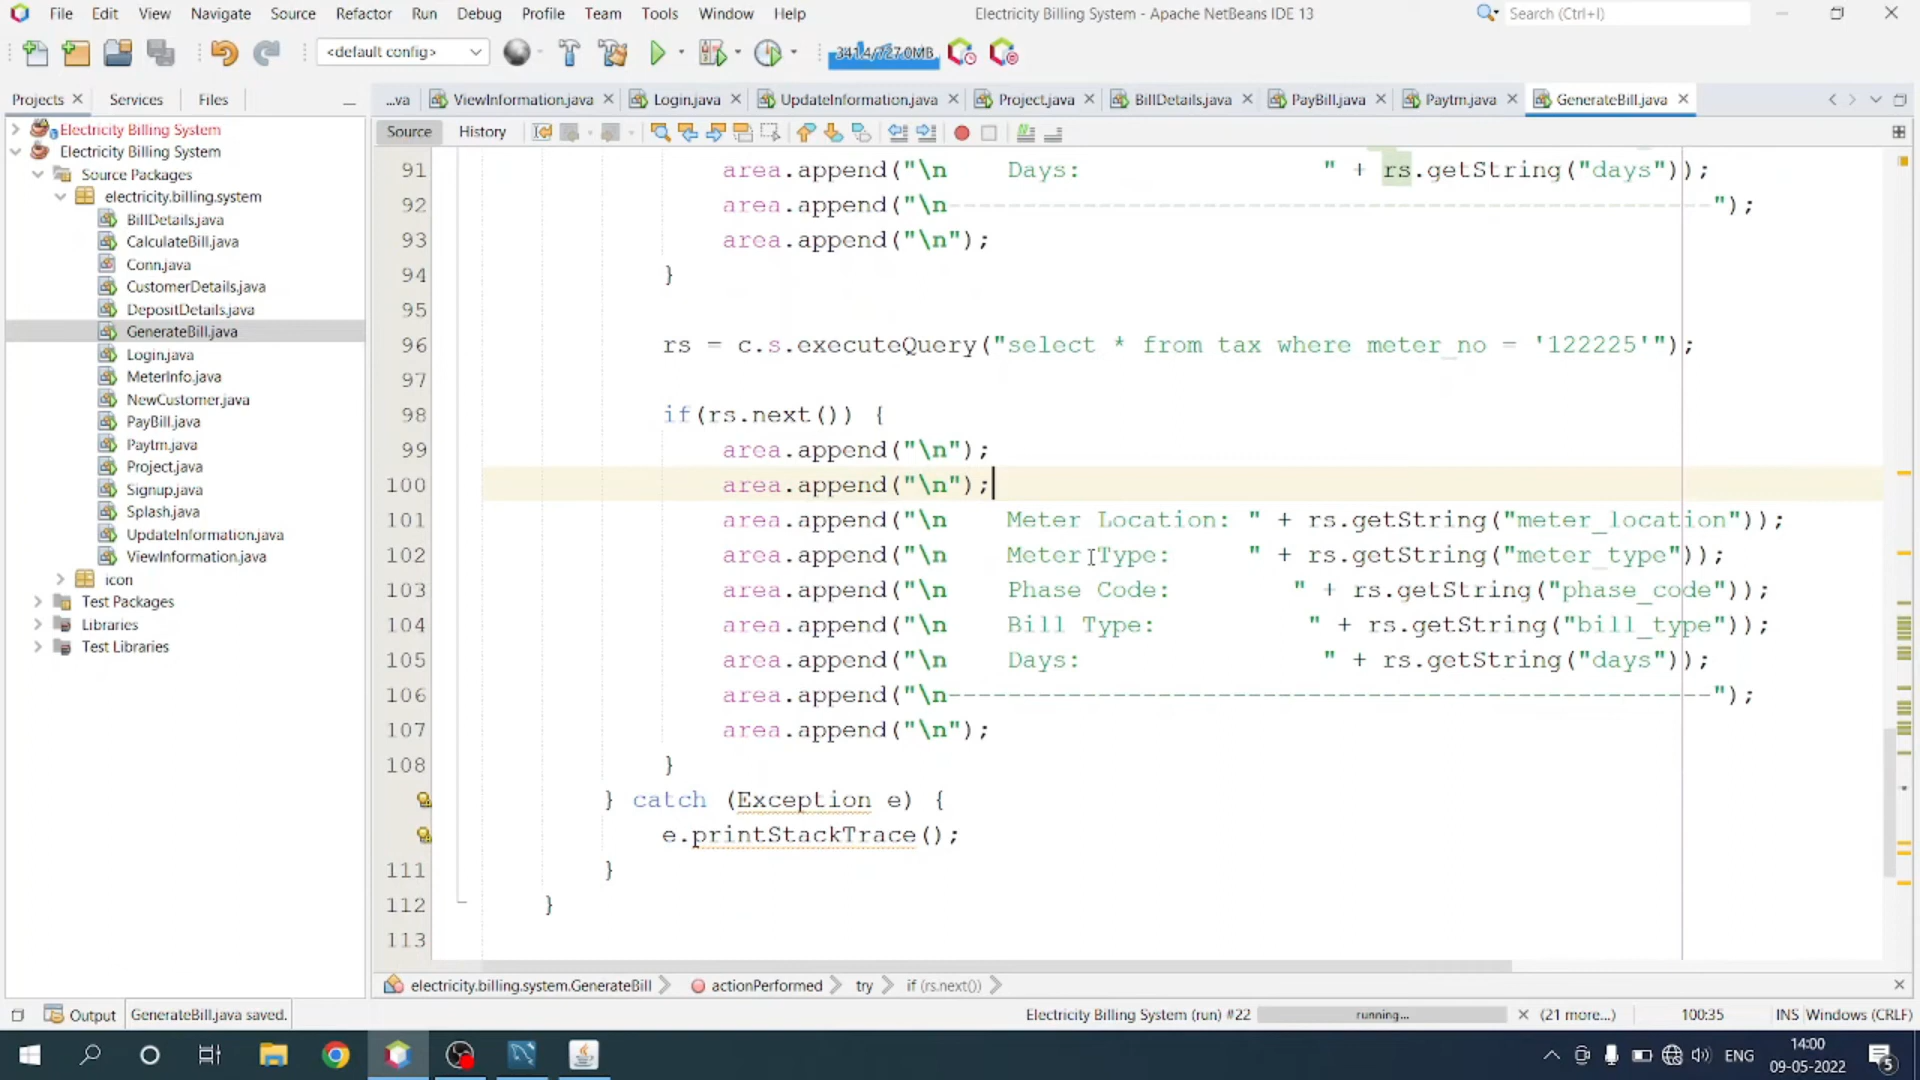 File Edit View Navigate Source Refactor Run Debug Profile Team Tools Window Help
Electricity Billing System - Apache NetBeans IDE 13
Search (Ctrl+I)
<default config>
341.4/727.0MB
Projects Services Files
...va ViewInformation.java Login.java UpdateInformation.java Project.java BillDetails.java PayBill.java Paytm.java GenerateBill.java
Source History
Electricity Billing System
Electricity Billing System
Source Packages
electricity.billing.system
BillDetails.java
CalculateBill.java
Conn.java
CustomerDetails.java
DepositDetails.java
GenerateBill.java
Login.java
MeterInfo.java
NewCustomer.java
PayBill.java
Paytm.java
Project.java
Signup.java
Splash.java
UpdateInformation.java
ViewInformation.java
icon
Test Packages
Libraries
Test Libraries
91 area.append("\n    Days:                " + rs.getString("days"));
92 area.append("\n---------------------------------------------------");
93 area.append("\n");
94 }
95
96 rs = c.s.executeQuery("select * from tax where meter_no = '122225'");
97
98 if(rs.next()) {
99 area.append("\n");
100 area.append("\n");
101 area.append("\n    Meter Location: " + rs.getString("meter_location"));
102 area.append("\n    Meter Type:     " + rs.getString("meter_type"));
103 area.append("\n    Phase Code:        " + rs.getString("phase_code"));
104 area.append("\n    Bill Type:          " + rs.getString("bill_type"));
105 area.append("\n    Days:                " + rs.getString("days"));
106 area.append("\n---------------------------------------------------");
107 area.append("\n");
108 }
} catch (Exception e) {
e.printStackTrace();
111 }
112 }
113
electricity.billing.system.GenerateBill actionPerformed try if (rs.next())
Output GenerateBill.java saved.
Electricity Billing System (run) #22 running... (21 more...) 100:35 INS Windows (CRLF)
ENG
14:00
09-05-2022
5